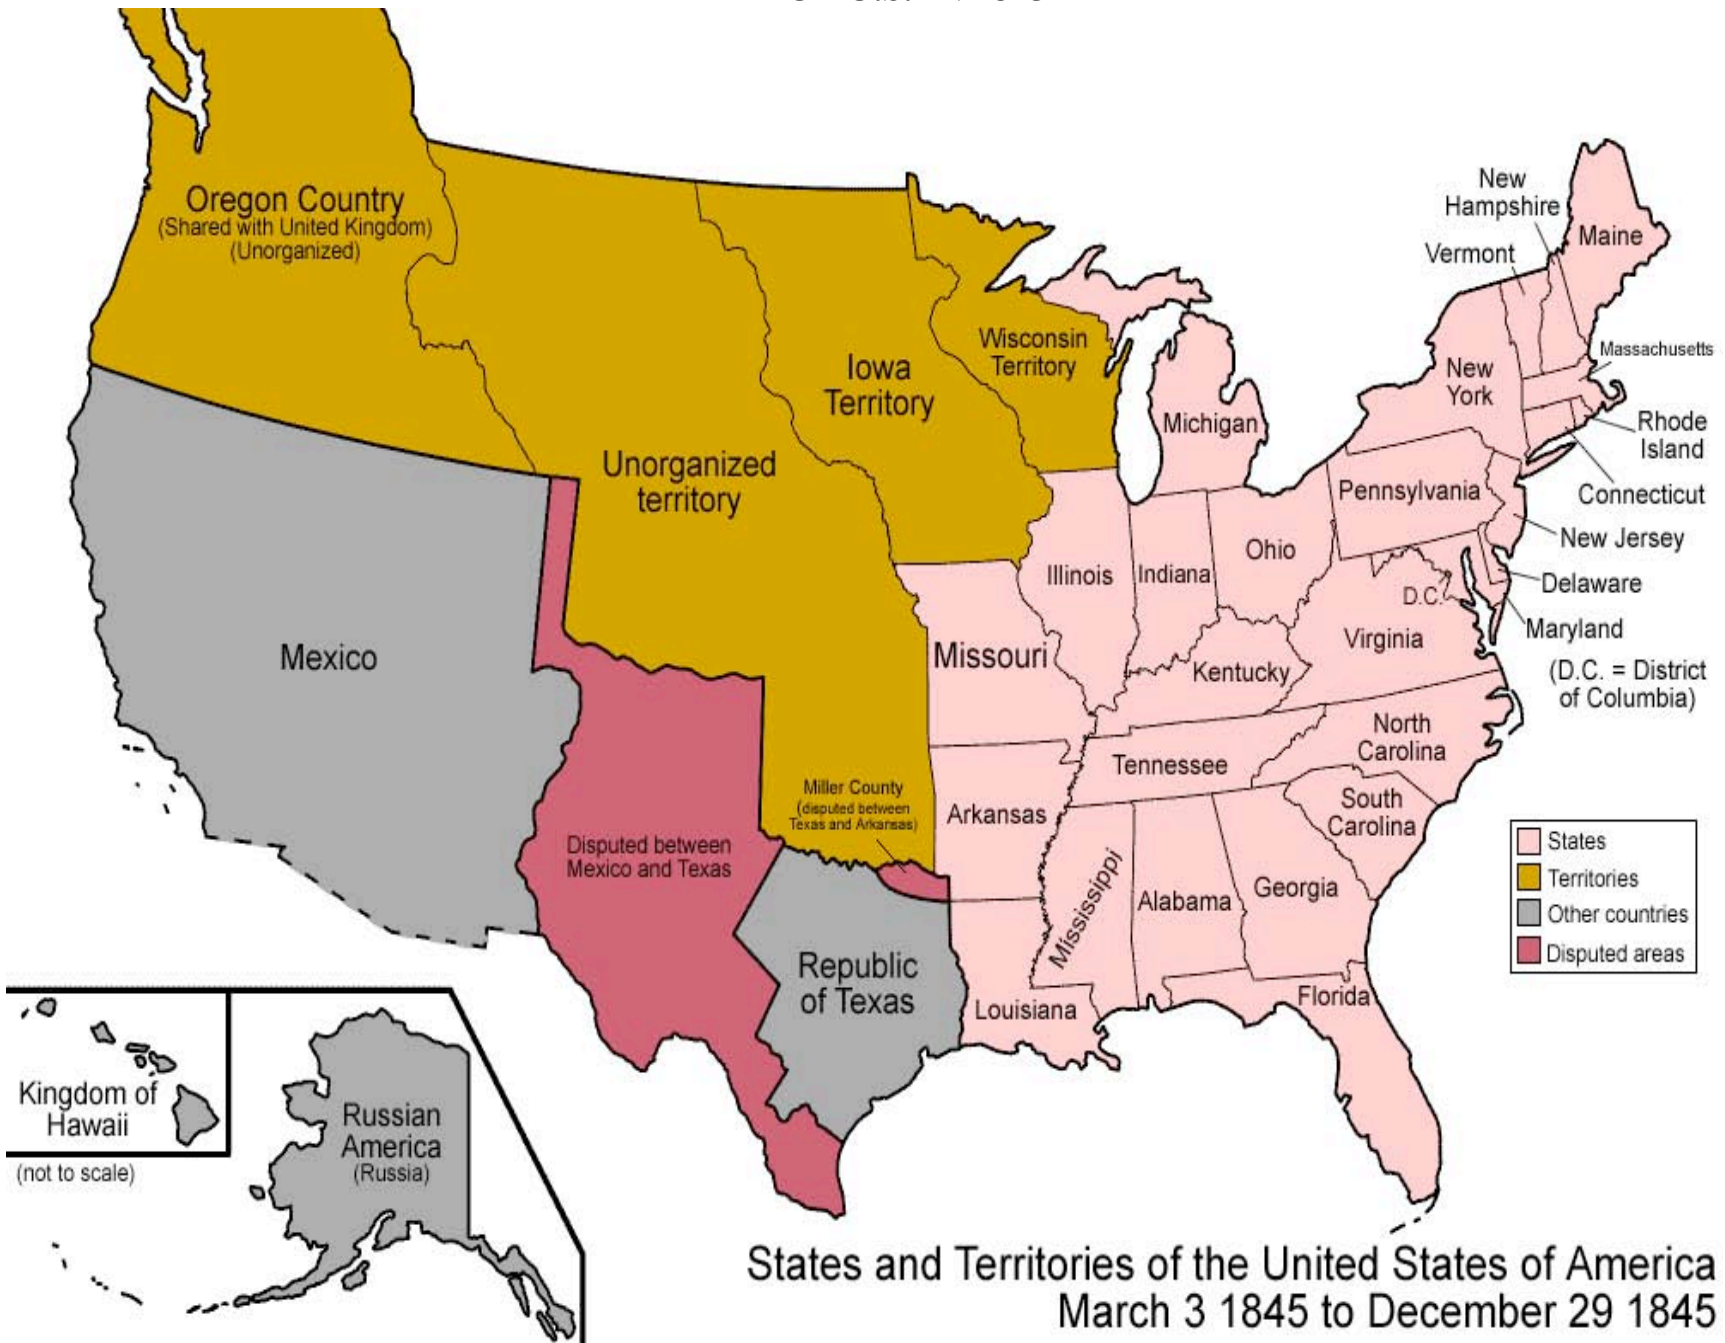 Oregon Country
(Shared with United Kingdom)
(Unorganized)
Unorganized
territory
Iowa
Territory
Wisconsin
Territory
Michigan
New
Hampshire
Vermont
Maine
Massachusetts
New
York
Rhode
Island
Connecticut
Pennsylvania
New Jersey
Delaware
Maryland
(D.C. = District
of Columbia)
D.C.
Ohio
Indiana
Illinois
Virginia
Kentucky
Missouri
Mexico
North
Carolina
Tennessee
South
Carolina
Arkansas
Miller County
(disputed between
Texas and Arkansas)
Disputed between
Mexico and Texas
Mississippi
Alabama
Georgia
Republic
of Texas
Louisiana
Florida
States
Territories
Other countries
Disputed areas
Kingdom of
Hawaii
(not to scale)
Russian
America
(Russia)
States and Territories of the United States of America
March 3 1845 to December 29 1845